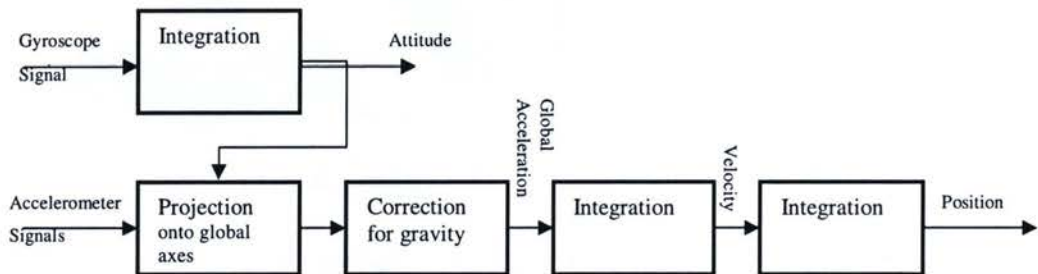 Gyroscope
Signal
Integration
Attitude
Accelerometer
Signals
Projection
onto global
axes
Correction
for gravity
Global
Acceleration
Integration
Velocity
Integration
Position